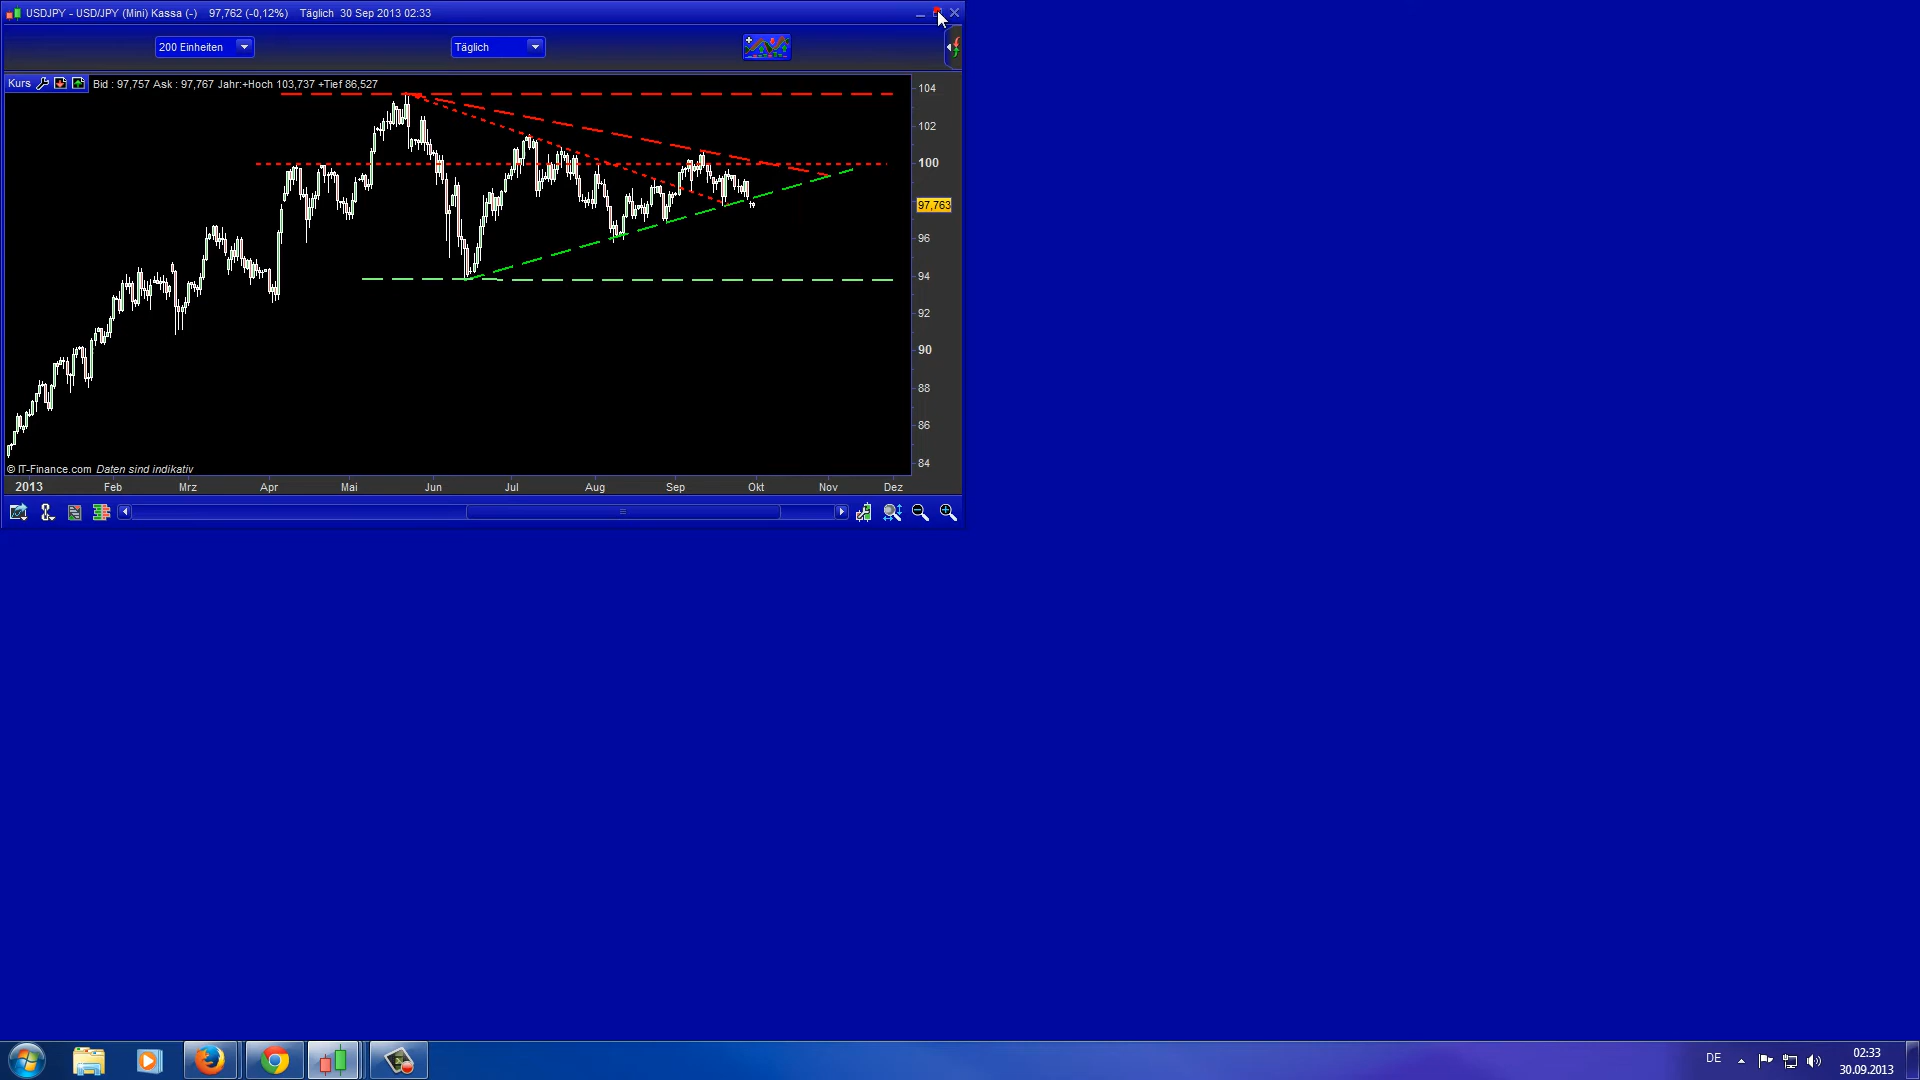 USDJPY - USD/JPY (Mini) Kassa (-) 97,762 (-0,12%) Täglich 30 Sep 2013 02:33
200 Einheiten Täglich
Kurs Bid : 97,757 Ask : 97,767 Jahr:+Hoch 103,737 +Tief 86,527
104
102
100
97,763
96
94
92
90
88
86
84
© IT-Finance.com Daten sind indikativ
2013 Feb Mrz Apr Mai Jun Jul Aug Sep Okt Nov Dez
DE
02:33
30.09.2013